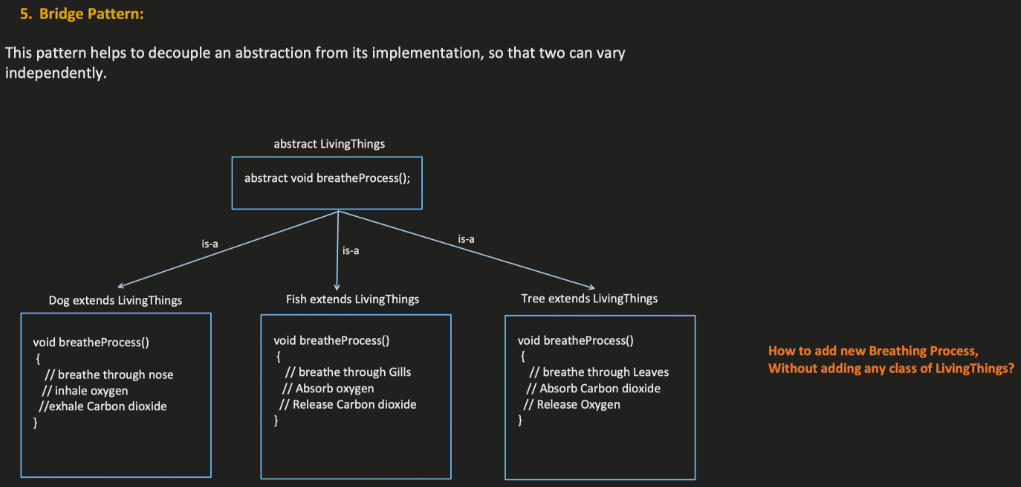 5. Bridge Pattern:
This pattern helps to decouple an abstraction from its implementation, so that two can vary
independently.
abstract LivingThings
abstract void breatheProcess();
is-a
is-a
is-a
Dog extends LivingThings
void breatheProcess()
{
// breathe through nose
// inhale oxygen
//exhale Carbon dioxide
}
Fish extends LivingThings
void breatheProcess()
{
// breathe through Gills
// Absorb oxygen
// Release Carbon dioxide
}
Tree extends LivingThings
void breatheProcess()
{
// breathe through Leaves
// Absorb Carbon dioxide
// Release Oxygen
}
How to add new Breathing Process,
Without adding any class of LivingThings?